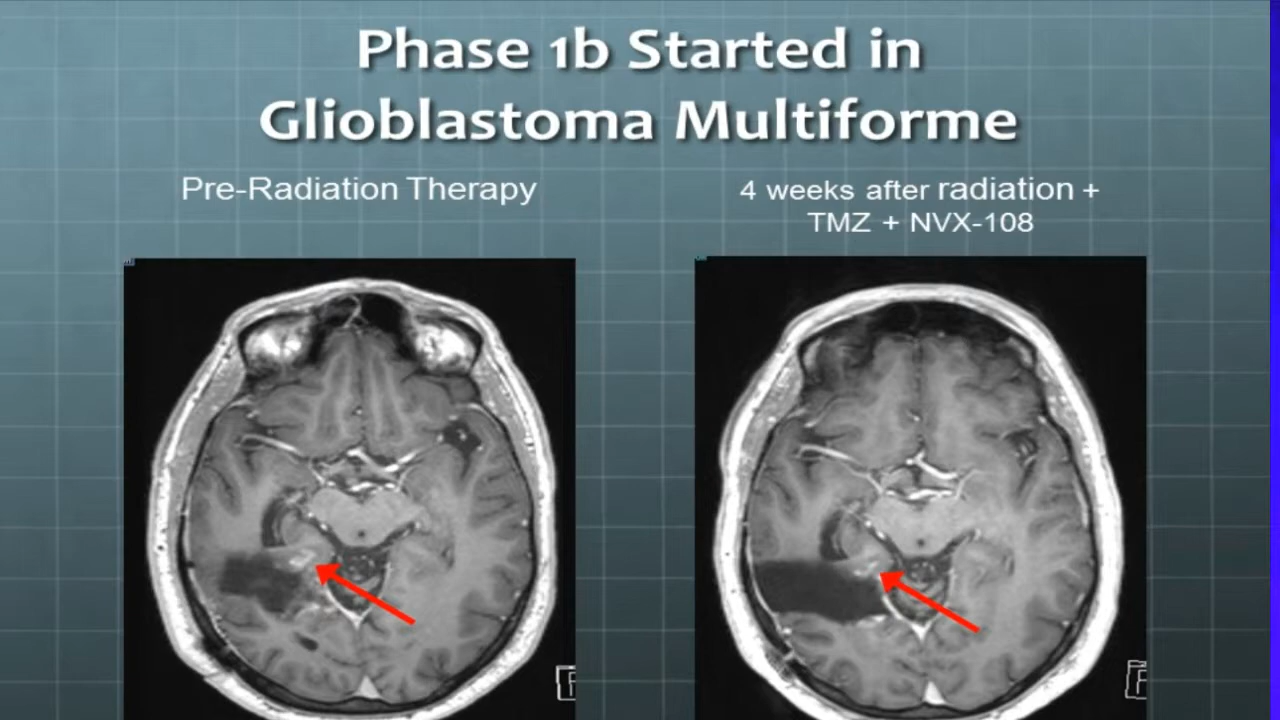 Phase 1b Started in
Glioblastoma Multiforme
Pre-Radiation Therapy
4 weeks after radiation +
TMZ + NVX-108